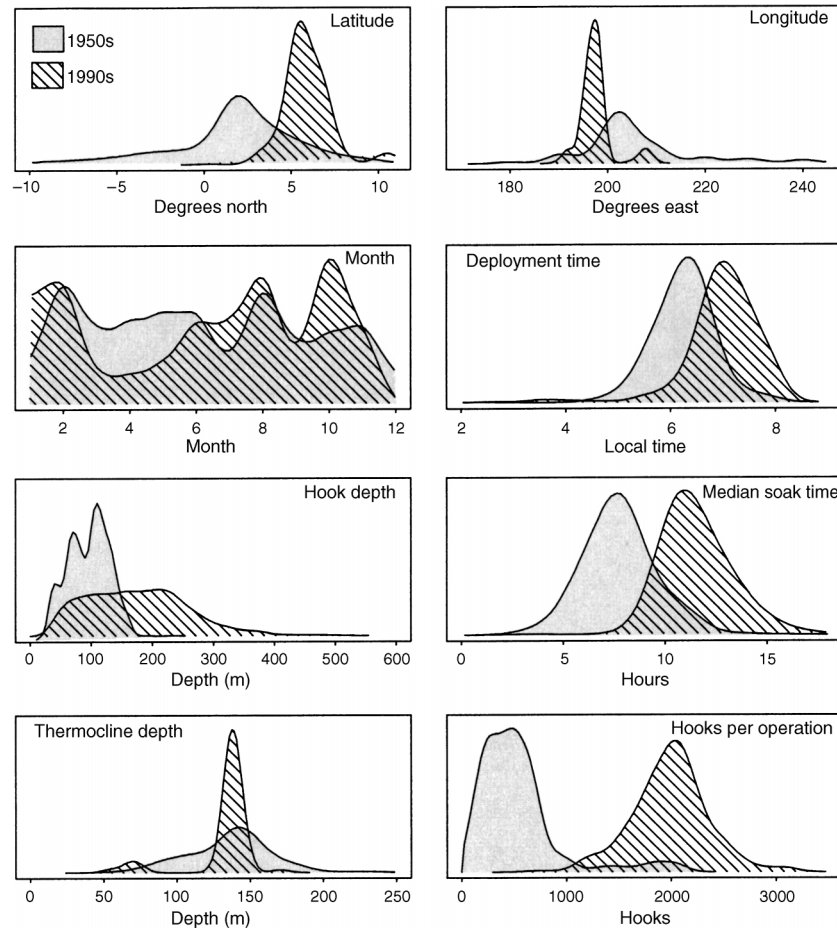 Latitude
1950s
1990s
−10 −5 0 5 10
Degrees north
Longitude
180 200 220 240
Degrees east
Month
2 4 6 8 10 12
Month
Deployment time
2 4 6 8
Local time
Hook depth
0 100 200 300 400 500 600
Depth (m)
Median soak time
0 5 10 15
Hours
Thermocline depth
0 50 100 150 200 250
Depth (m)
Hooks per operation
0 1000 2000 3000
Hooks